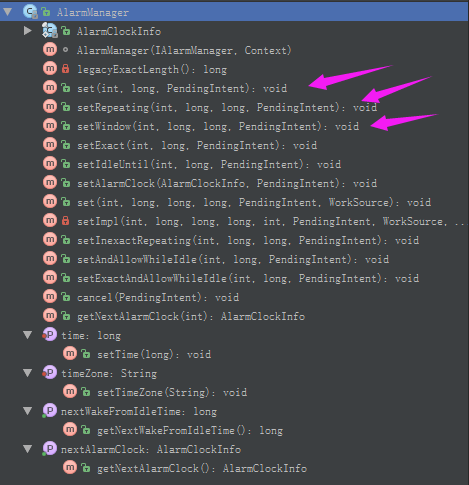 AlarmManager
AlarmClockInfo
AlarmManager(IAlarmManager, Context)
legacyExactLength(): long
set(int, long, PendingIntent): void
setRepeating(int, long, long, PendingIntent): void
setWindow(int, long, long, PendingIntent): void
setExact(int, long, PendingIntent): void
setIdleUntil(int, long, PendingIntent): void
setAlarmClock(AlarmClockInfo, PendingIntent): void
set(int, long, long, long, PendingIntent, WorkSource): void
setImpl(int, long, long, long, int, PendingIntent, WorkSource, ..
setInexactRepeating(int, long, long, PendingIntent): void
setAndAllowWhileIdle(int, long, PendingIntent): void
setExactAndAllowWhileIdle(int, long, PendingIntent): void
cancel(PendingIntent): void
getNextAlarmClock(int): AlarmClockInfo
time: long
setTime(long): void
timeZone: String
setTimeZone(String): void
nextWakeFromIdleTime: long
getNextWakeFromIdleTime(): long
nextAlarmClock: AlarmClockInfo
getNextAlarmClock(): AlarmClockInfo